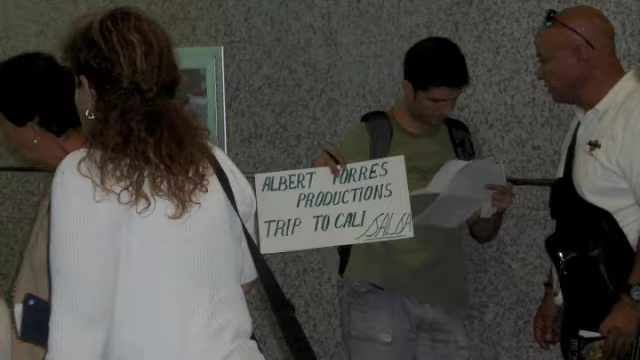 ALBERT TORRES
PRODUCTIONS
TRIP TO CALI SALSA